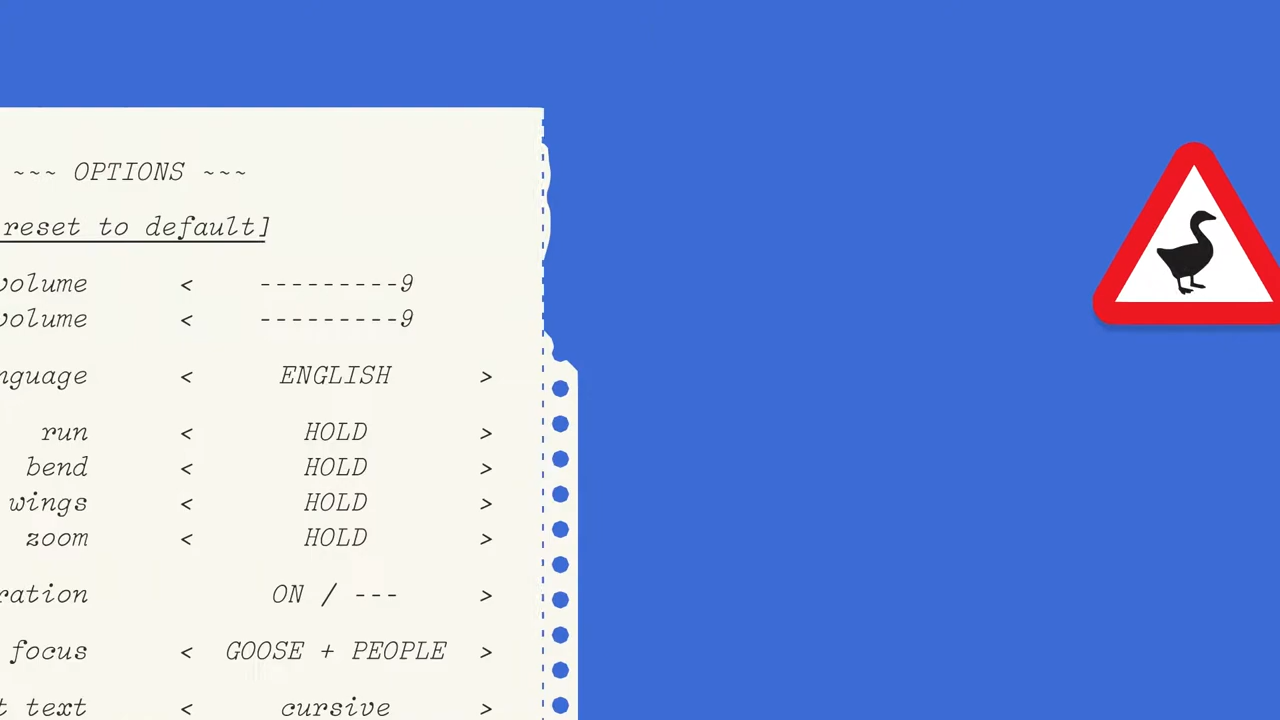 ~~~ OPTIONS ~~~
reset to default]
volume < ---------9
volume < ---------9
nguage < ENGLISH >
run < HOLD >
bend < HOLD >
wings < HOLD >
zoom < HOLD >
ration ON / --- >
focus < GOOSE + PEOPLE >
t text < cursive >